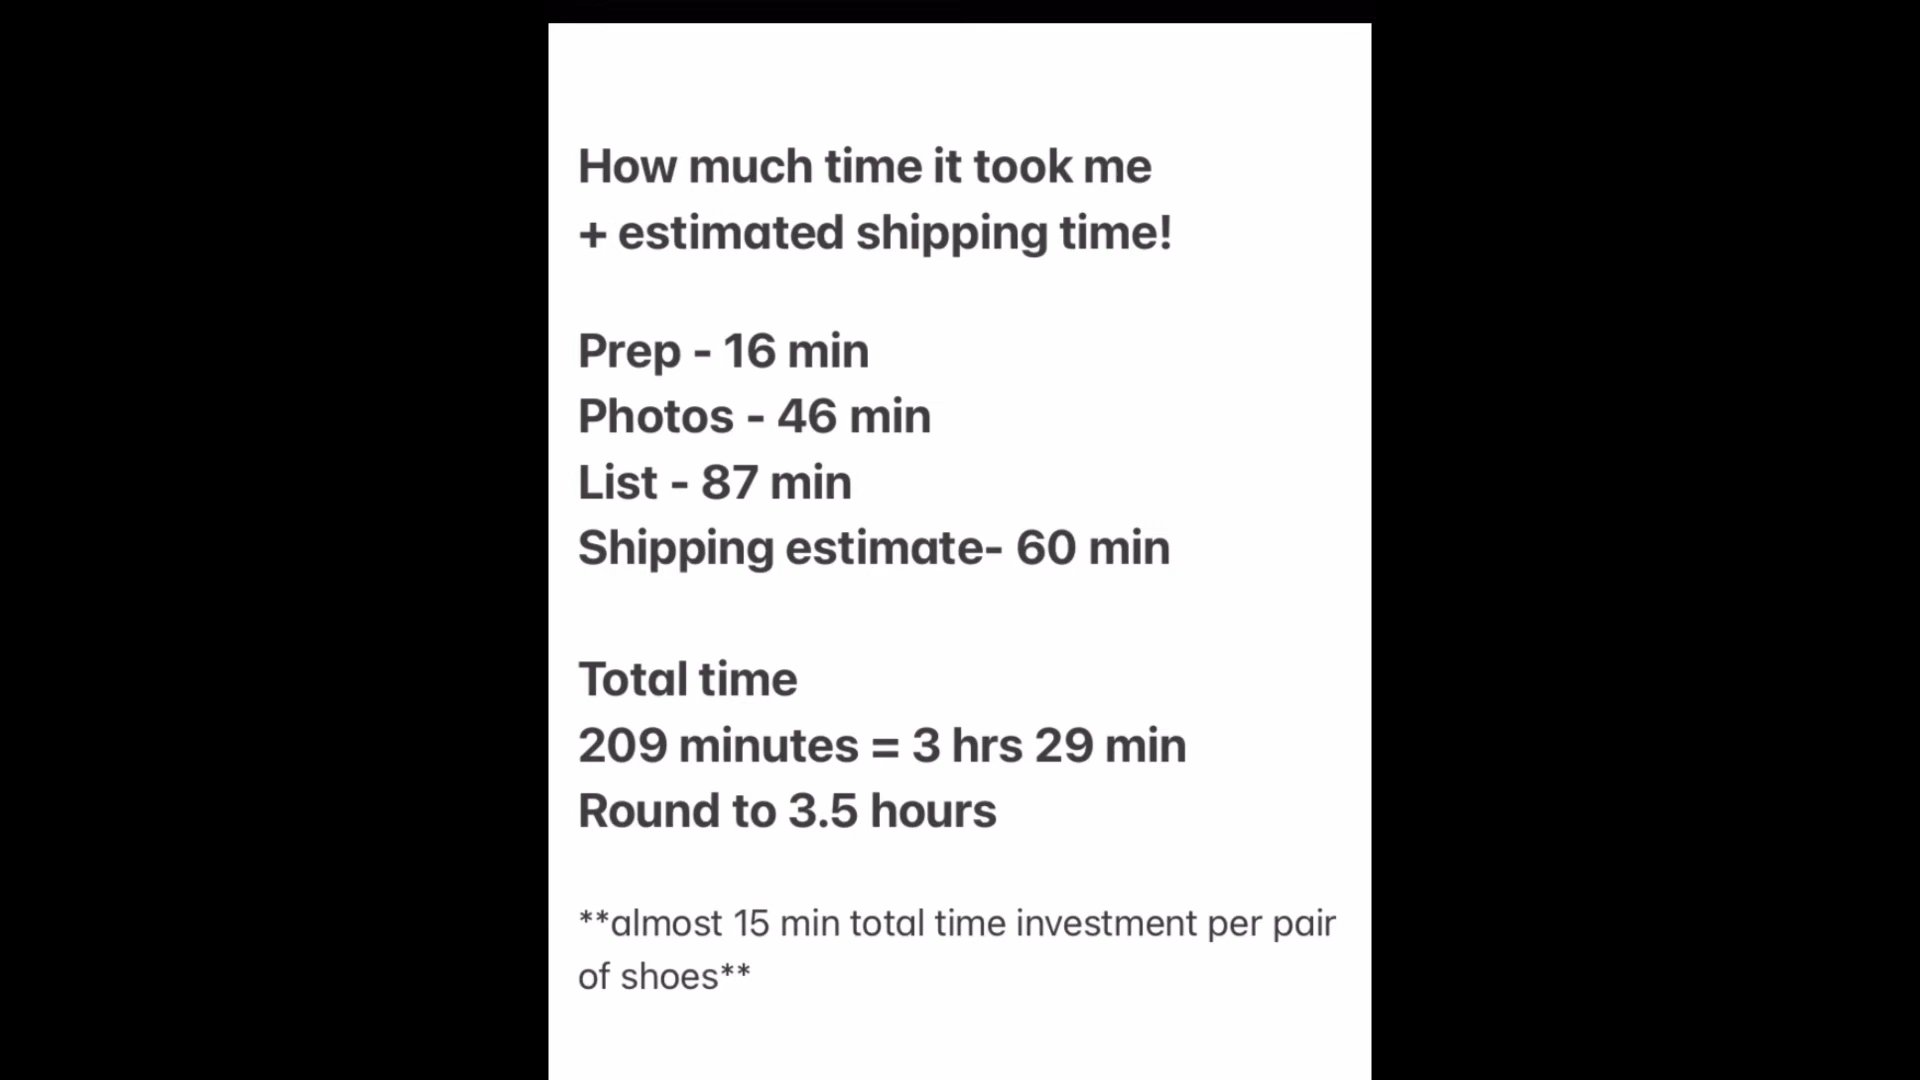 How much time it took me
+ estimated shipping time!
Prep - 16 min
Photos - 46 min
List - 87 min
Shipping estimate- 60 min
Total time
209 minutes = 3 hrs 29 min
Round to 3.5 hours
**almost 15 min total time investment per pair
of shoes**